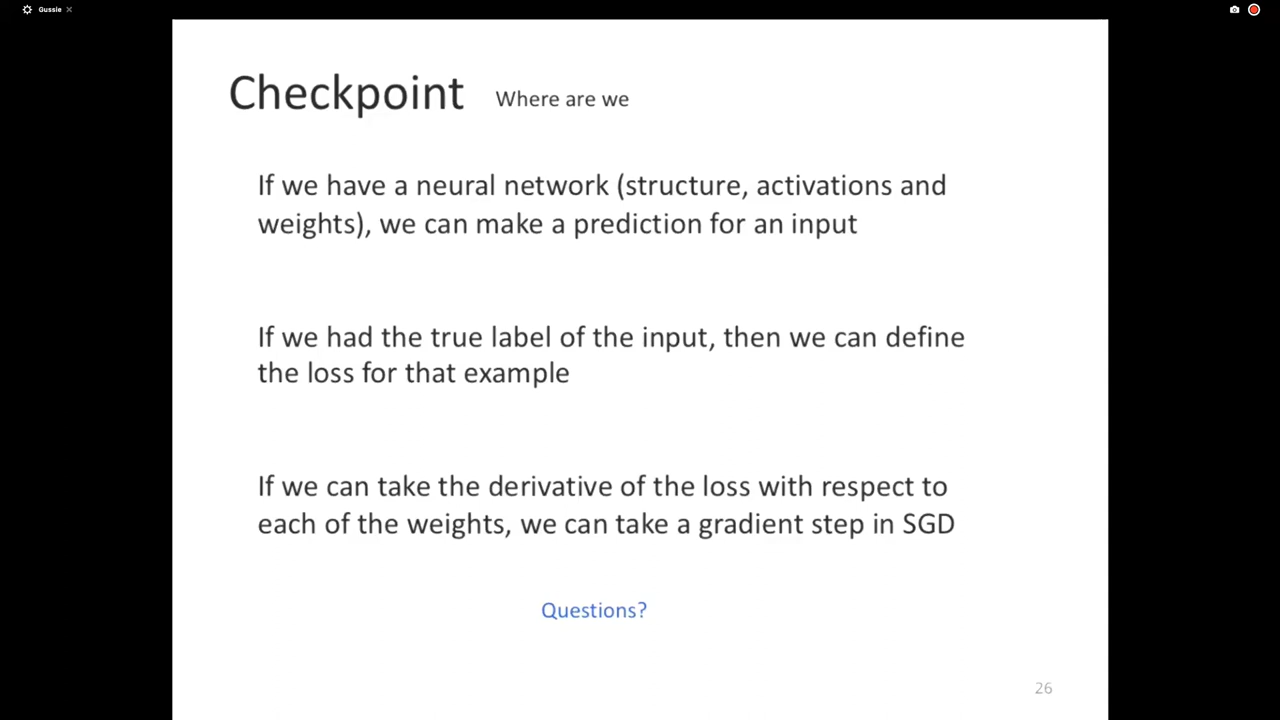 Gussie
Checkpoint Where are we
If we have a neural network (structure, activations and
weights), we can make a prediction for an input
If we had the true label of the input, then we can define
the loss for that example
If we can take the derivative of the loss with respect to
each of the weights, we can take a gradient step in SGD
Questions?
26